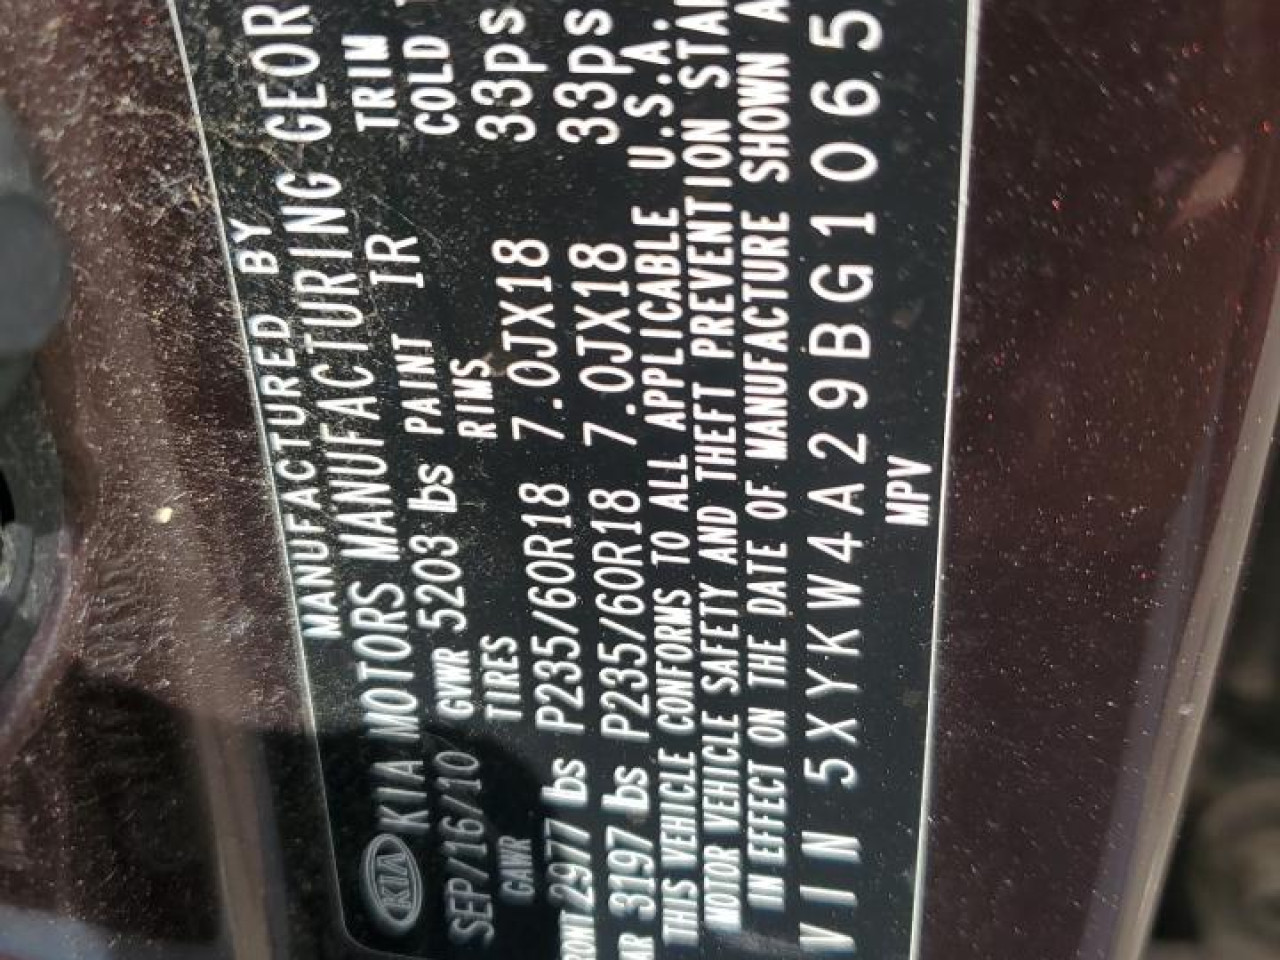 MANUFACTURED BY
KIA KIA MOTORS MANUFACTURING GEOR
SEP/16/10 GVWR 5203 lbs PAINT IR TRIM
GAWR TIRES RIMS COLD
RONT 2977 lbs P235/60R18 7.0JX18 33ps
AR 3197 lbs P235/60R18 7.0JX18 33ps
THIS VEHICLE CONFORMS TO ALL APPLICABLE U.S.A.
MOTOR VEHICLE SAFETY AND THEFT PREVENTION STA
IN EFFECT ON THE DATE OF MANUFACTURE SHOWN A
VIN 5XYKW4A29BG1065
MPV